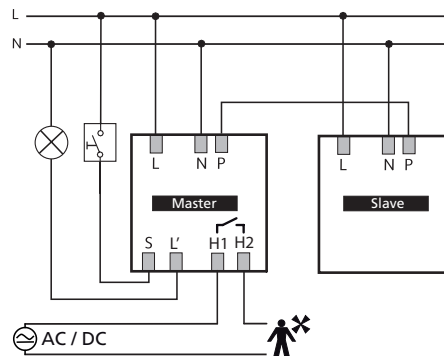 L
N
L N P
L N P
Master
Slave
S L' H1 H2
AC / DC